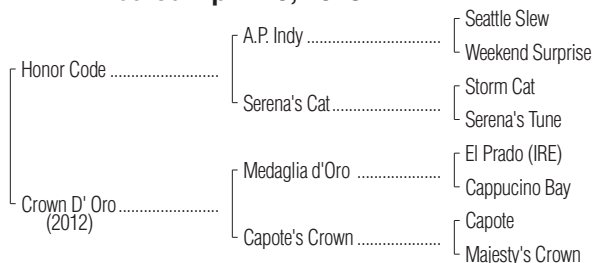 Seattle Slew
A.P. Indy ..............................
Weekend Surprise
Honor Code ........................
Storm Cat
Serena's Cat........................
Serena's Tune
El Prado (IRE)
Medaglia d'Oro ..................
Cappucino Bay
Crown D' Oro ......................
(2012)
Capote
Capote's Crown ..................
Majesty's Crown